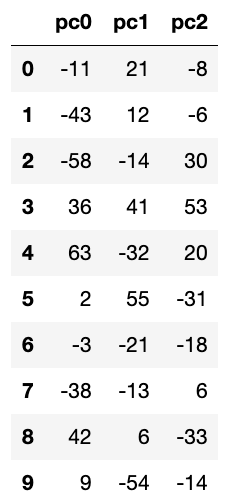 pc0 pc1 pc2
0 -11 21 -8
1 -43 12 -6
2 -58 -14 30
3 36 41 53
4 63 -32 20
5 2 55 -31
6 -3 -21 -18
7 -38 -13 6
8 42 6 -33
9 9 -54 -14